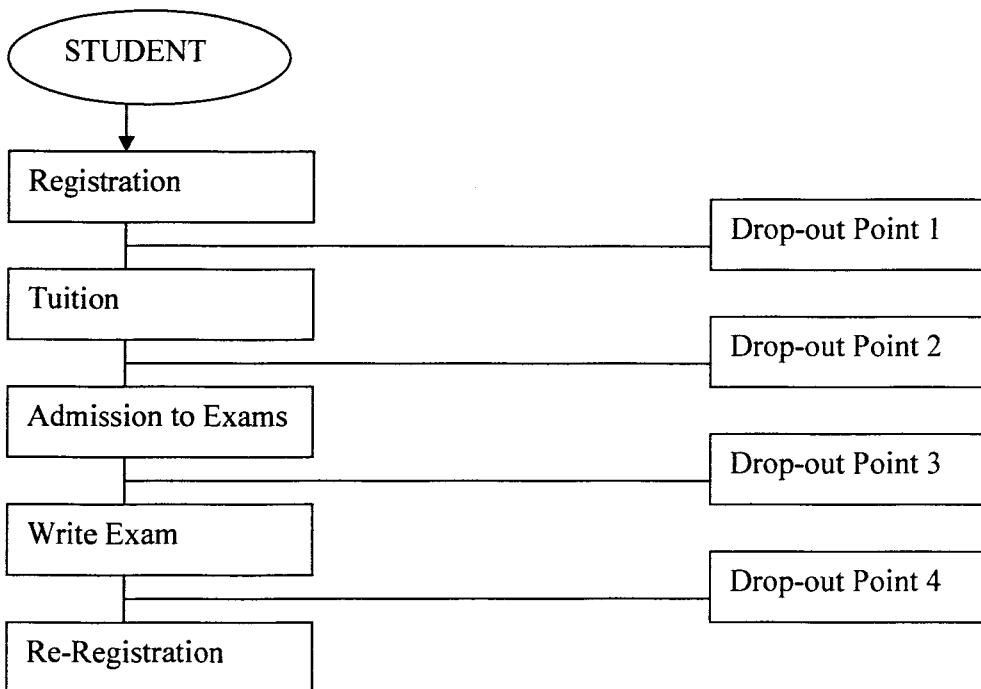 STUDENT
Registration
Drop-out Point 1
Tuition
Drop-out Point 2
Admission to Exams
Drop-out Point 3
Write Exam
Drop-out Point 4
Re-Registration